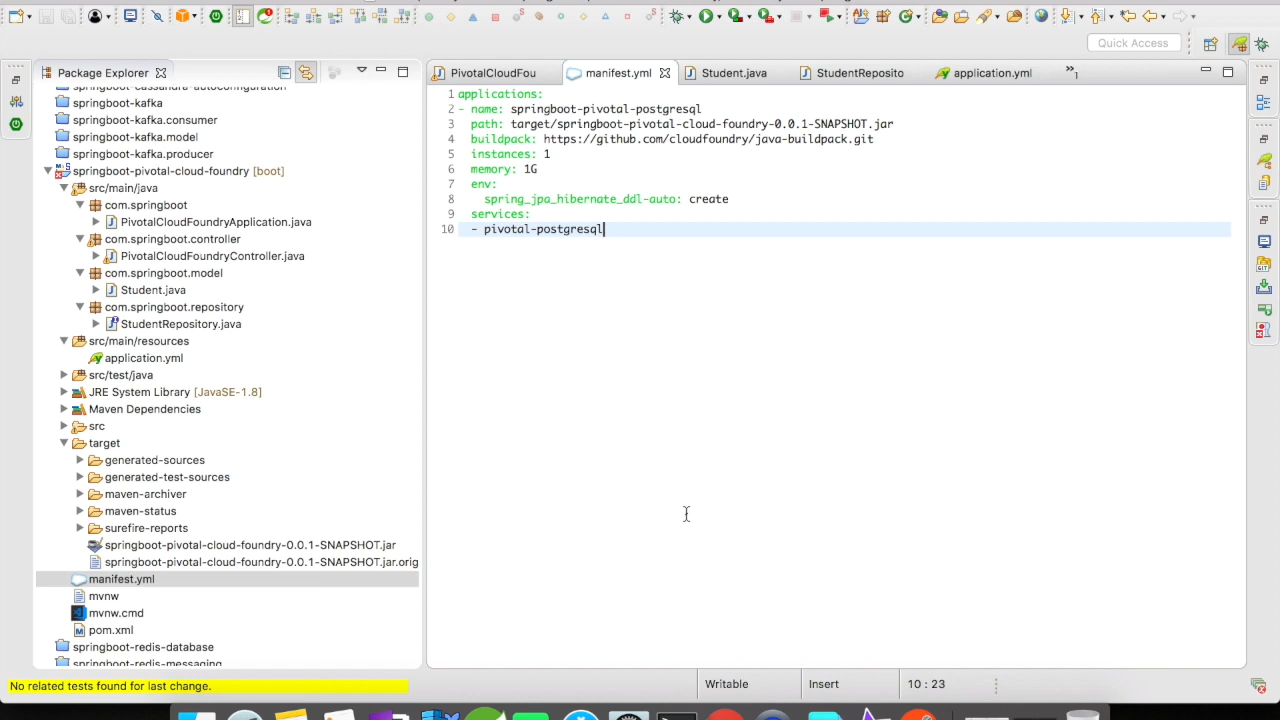 Quick Access
Package Explorer
springboot-cassandra-autoconfiguration
springboot-kafka
springboot-kafka.consumer
springboot-kafka.model
springboot-kafka.producer
springboot-pivotal-cloud-foundry [boot]
src/main/java
com.springboot
PivotalCloudFoundryApplication.java
com.springboot.controller
PivotalCloudFoundryController.java
com.springboot.model
Student.java
com.springboot.repository
StudentRepository.java
src/main/resources
application.yml
src/test/java
JRE System Library [JavaSE-1.8]
Maven Dependencies
src
target
generated-sources
generated-test-sources
maven-archiver
maven-status
surefire-reports
springboot-pivotal-cloud-foundry-0.0.1-SNAPSHOT.jar
springboot-pivotal-cloud-foundry-0.0.1-SNAPSHOT.jar.orig
manifest.yml
mvnw
mvnw.cmd
pom.xml
springboot-redis-database
springboot-redis-messaging
PivotalCloudFou manifest.yml Student.java StudentReposito application.yml »1
1 applications:
2 - name: springboot-pivotal-postgresql
3 path: target/springboot-pivotal-cloud-foundry-0.0.1-SNAPSHOT.jar
4 buildpack: https://github.com/cloudfoundry/java-buildpack.git
5 instances: 1
6 memory: 1G
7 env:
8 spring_jpa_hibernate_ddl-auto: create
9 services:
10 - pivotal-postgresql
No related tests found for last change.
Writable Insert 10 : 23